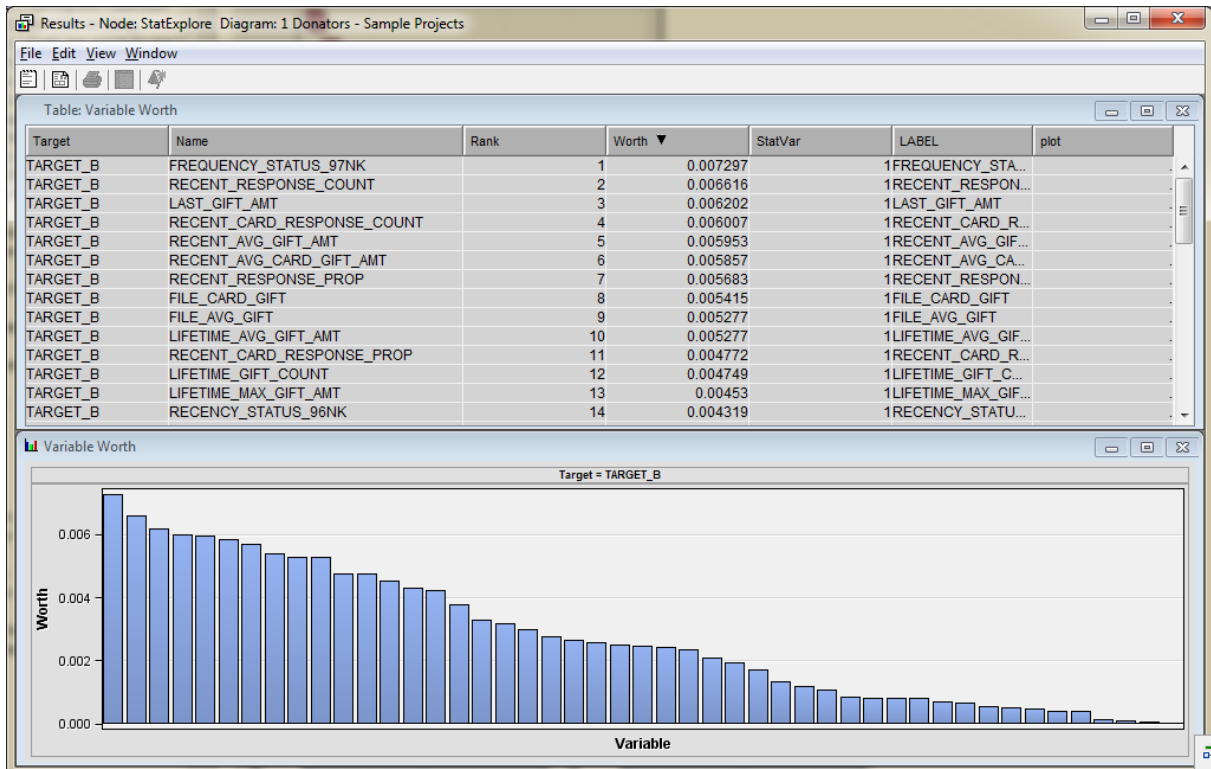 Results - Node: StatExplore Diagram: 1 Donators - Sample Projects
File Edit View Window
Table: Variable Worth
Target Name Rank Worth ▼ StatVar LABEL plot
TARGET_B FREQUENCY_STATUS_97NK 1 0.007297 1 FREQUENCY_STA... .
TARGET_B RECENT_RESPONSE_COUNT 2 0.006616 1 RECENT_RESPON... .
TARGET_B LAST_GIFT_AMT 3 0.006202 1 LAST_GIFT_AMT .
TARGET_B RECENT_CARD_RESPONSE_COUNT 4 0.006007 1 RECENT_CARD_R... .
TARGET_B RECENT_AVG_GIFT_AMT 5 0.005953 1 RECENT_AVG_GIF... .
TARGET_B RECENT_AVG_CARD_GIFT_AMT 6 0.005857 1 RECENT_AVG_CA... .
TARGET_B RECENT_RESPONSE_PROP 7 0.005683 1 RECENT_RESPON... .
TARGET_B FILE_CARD_GIFT 8 0.005415 1 FILE_CARD_GIFT .
TARGET_B FILE_AVG_GIFT 9 0.005277 1 FILE_AVG_GIFT .
TARGET_B LIFETIME_AVG_GIFT_AMT 10 0.005277 1 LIFETIME_AVG_GIF... .
TARGET_B RECENT_CARD_RESPONSE_PROP 11 0.004772 1 RECENT_CARD_R... .
TARGET_B LIFETIME_GIFT_COUNT 12 0.004749 1 LIFETIME_GIFT_C... .
TARGET_B LIFETIME_MAX_GIFT_AMT 13 0.00453 1 LIFETIME_MAX_GIF... .
TARGET_B RECENCY_STATUS_96NK 14 0.004319 1 RECENCY_STATU... .
Variable Worth
Target = TARGET_B
0.006
0.004
0.002
0.000
Worth
Variable